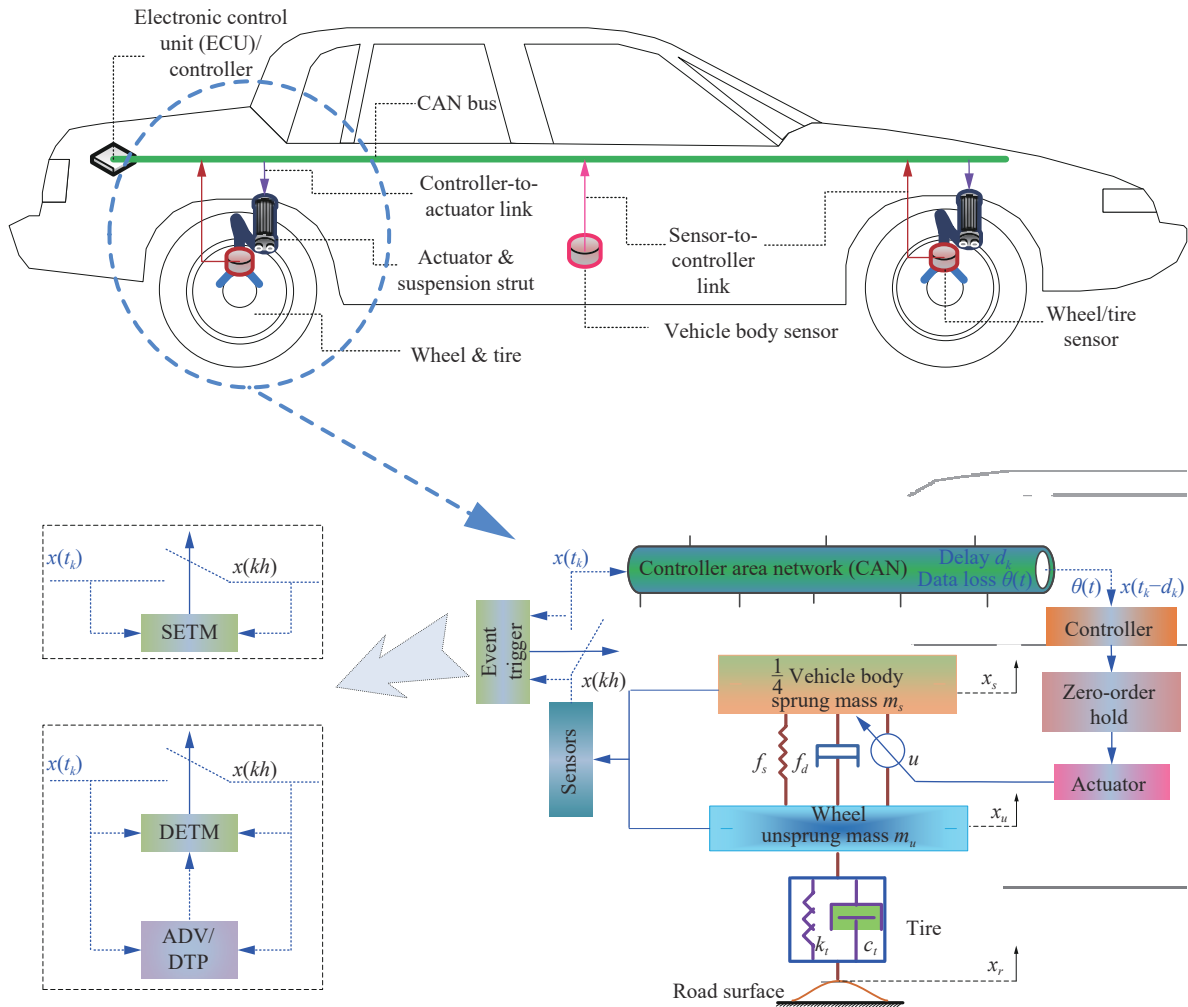 Electronic control
unit (ECU)/
controller
CAN bus
Controller-to-
actuator link
Actuator &
suspension strut
Wheel & tire
Sensor-to-
controller
link
Vehicle body sensor
Wheel/tire
sensor
x(t_k)
x(kh)
SETM
x(t_k)
x(kh)
DETM
ADV/
DTP
x(t_k)
Event
trigger
x(kh)
Sensors
Controller area network (CAN)
Delay d_k
Data loss θ(t)
θ(t) x(t_k−d_k)
Controller
Zero-order
hold
Actuator
1/4 Vehicle body
sprung mass m_s
x_s
f_s
f_d
u
Wheel
unsprung mass m_u
x_u
k_t
c_t
Tire
x_r
Road surface